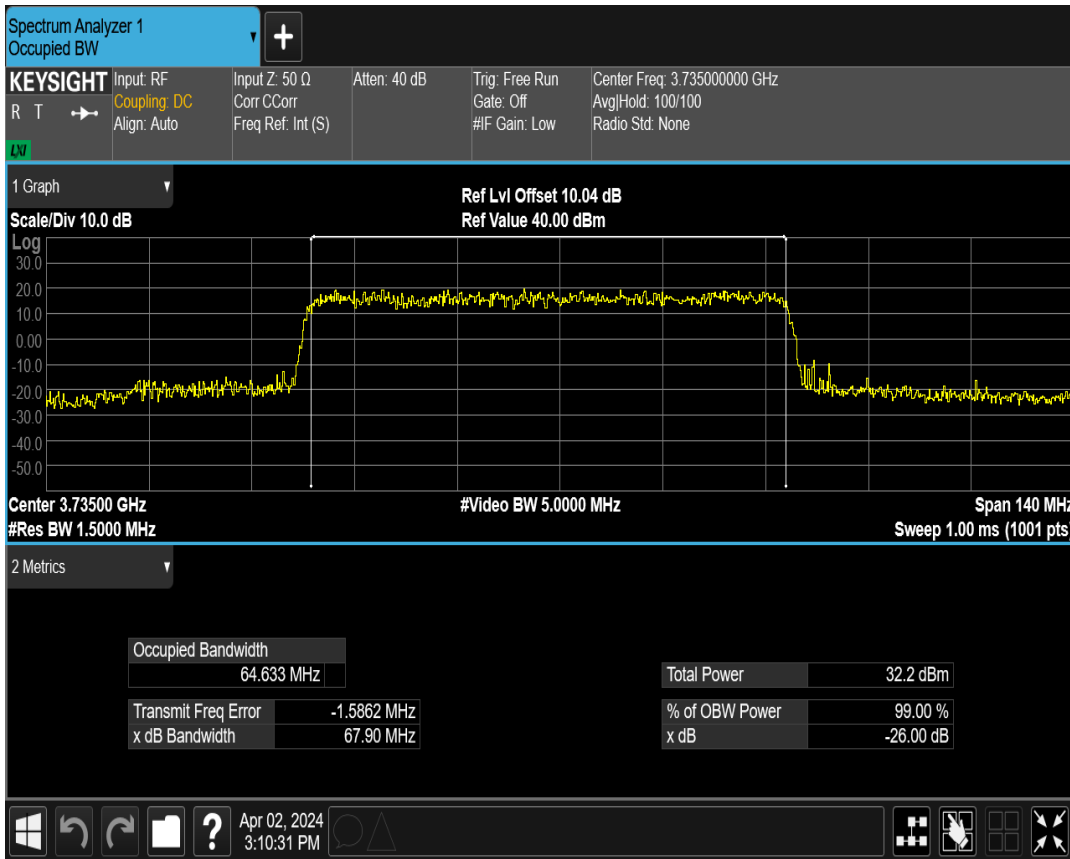 Spectrum Analyzer 1
Occupied BW
KEYSIGHT
R T
LXI
Input: RF
Coupling: DC
Align: Auto
Input Z: 50 Ω
Corr CCorr
Freq Ref: Int (S)
Atten: 40 dB
Trig: Free Run
Gate: Off
#IF Gain: Low
Center Freq: 3.735000000 GHz
Avg|Hold: 100/100
Radio Std: None
1 Graph
Scale/Div 10.0 dB
Ref Lvl Offset 10.04 dB
Ref Value 40.00 dBm
Log
30.0
20.0
10.0
0.00
-10.0
-20.0
-30.0
-40.0
-50.0
Center 3.73500 GHz
#Video BW 5.0000 MHz
Span 140 MHz
#Res BW 1.5000 MHz
Sweep 1.00 ms (1001 pts)
2 Metrics
Occupied Bandwidth
64.633 MHz
Total Power 32.2 dBm
Transmit Freq Error -1.5862 MHz
% of OBW Power 99.00 %
x dB Bandwidth 67.90 MHz
x dB -26.00 dB
?
Apr 02, 2024
3:10:31 PM